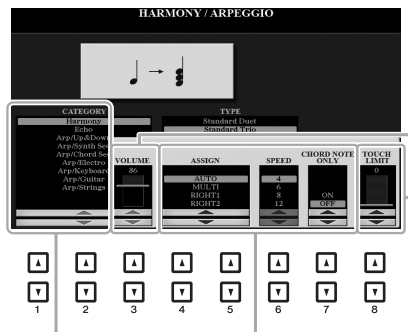 HARMONY / ARPEGGIO
CATEGORY
Harmony
Echo
Arp/Up&Down
Arp/Synth Se
Arp/Chord Se
Arp/Electro
Arp/Keyboard
Arp/Guitar
Arp/Strings
TYPE
Standard Duet
Standard Trio
VOLUME
86
ASSIGN
AUTO
MULTI
RIGHT1
RIGHT2
SPEED
4
6
8
12
CHORD NOTE
ONLY
ON
OFF
TOUCH
LIMIT
0
1 2 3 4 5 6 7 8